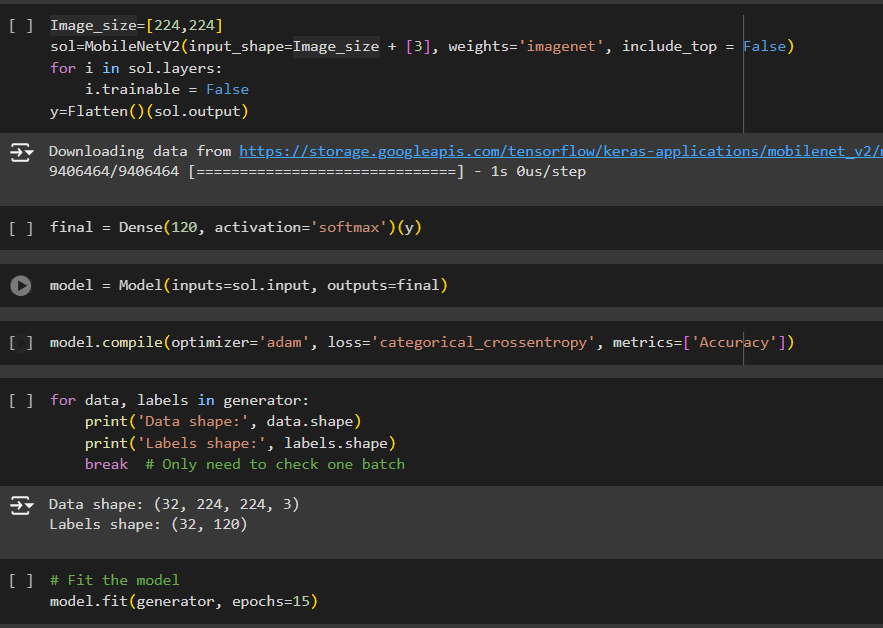 [ ] Image_size=[224,224]
sol=MobileNetV2(input_shape=Image_size + [3], weights='imagenet', include_top = False)
for i in sol.layers:
    i.trainable = False
y=Flatten()(sol.output)
Downloading data from https://storage.googleapis.com/tensorflow/keras-applications/mobilenet_v2/
9406464/9406464 [==============================] - 1s 0us/step
[ ] final = Dense(120, activation='softmax')(y)
model = Model(inputs=sol.input, outputs=final)
[ ] model.compile(optimizer='adam', loss='categorical_crossentropy', metrics=['Accuracy'])
[ ] for data, labels in generator:
    print('Data shape:', data.shape)
    print('Labels shape:', labels.shape)
    break  # Only need to check one batch
Data shape: (32, 224, 224, 3)
Labels shape: (32, 120)
[ ] # Fit the model
model.fit(generator, epochs=15)